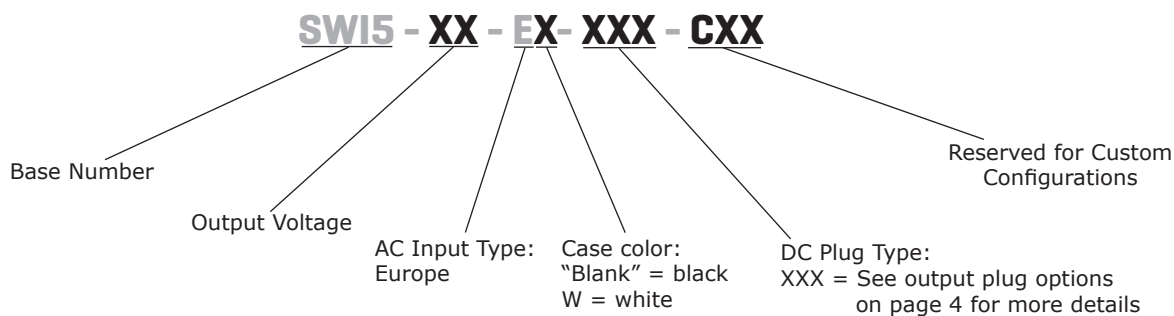 SWI5 - XX - EX- XXX - CXX
Base Number
Output Voltage
AC Input Type:
Europe
Case color:
“Blank” = black
W = white
DC Plug Type:
XXX = See output plug options
on page 4 for more details
Reserved for Custom
Configurations